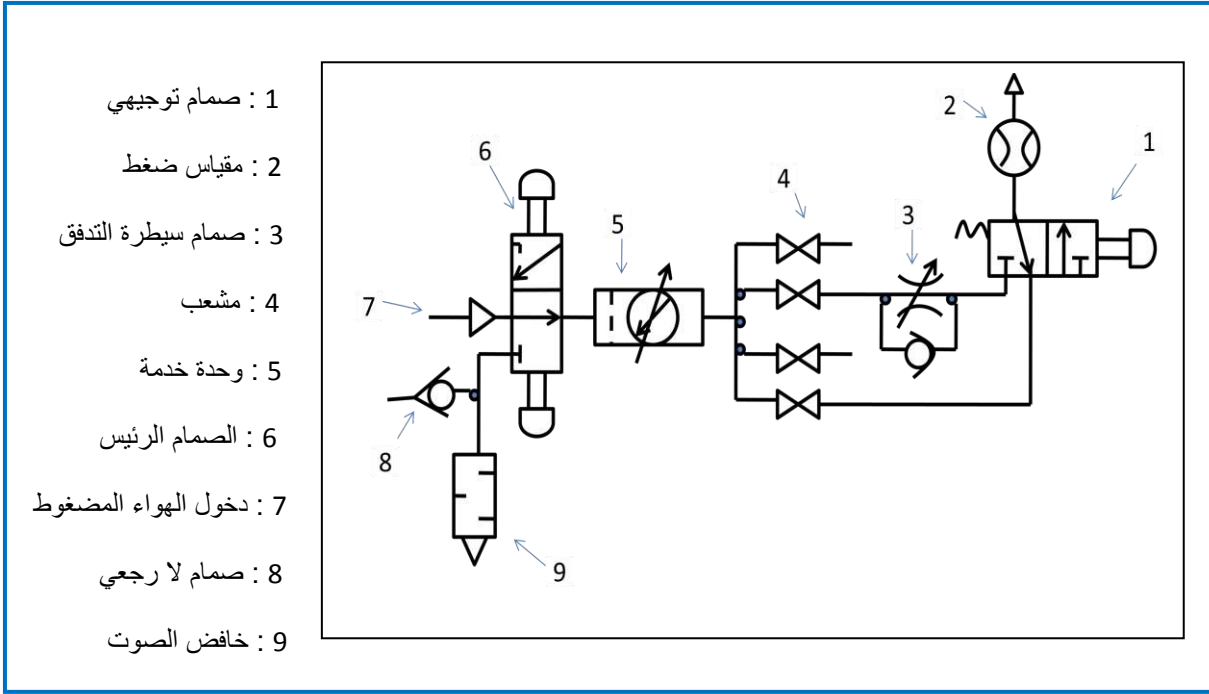 1 : صمام توجيهي
2 : مقياس ضغط
3 : صمام سيطرة التدفق
4 : مشعب
5 : وحدة خدمة
6 : الصمام الرئيس
7 : دخول الهواء المضغوط
8 : صمام لا رجعي
9 : خافض الصوت
2
1
6
4
3
5
7
8
9